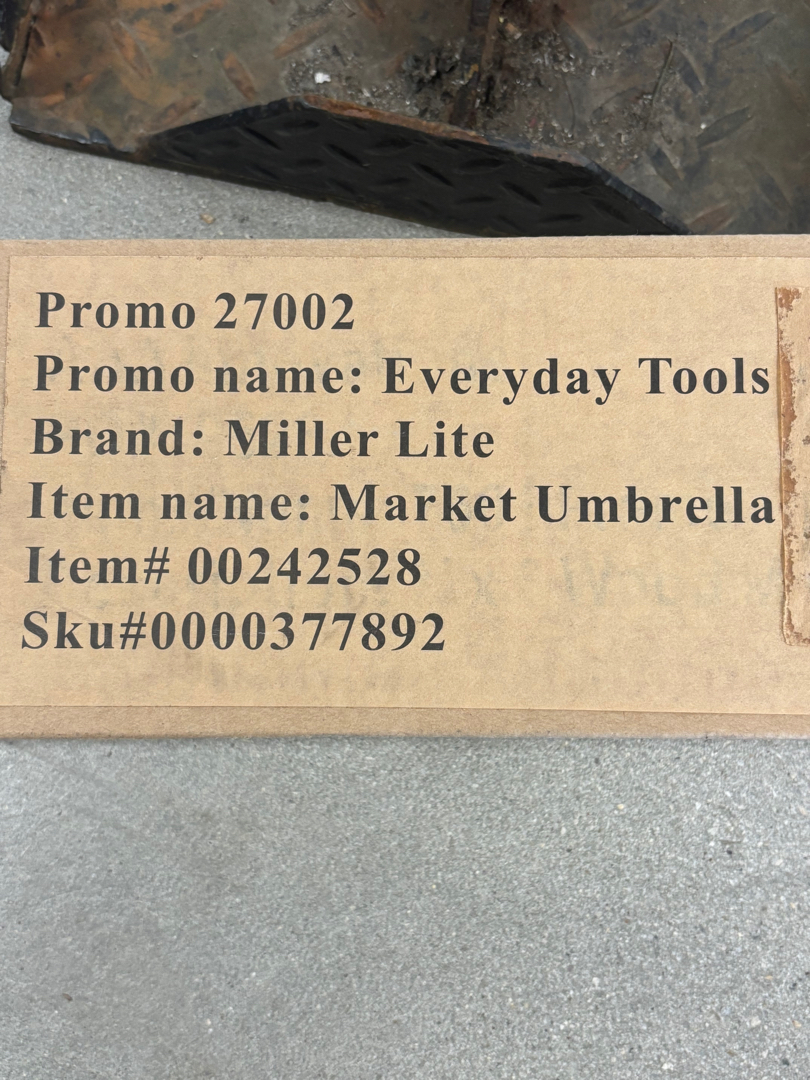 Promo 27002
Promo name: Everyday Tools
Brand: Miller Lite
Item name: Market Umbrella
Item# 00242528
Sku#0000377892